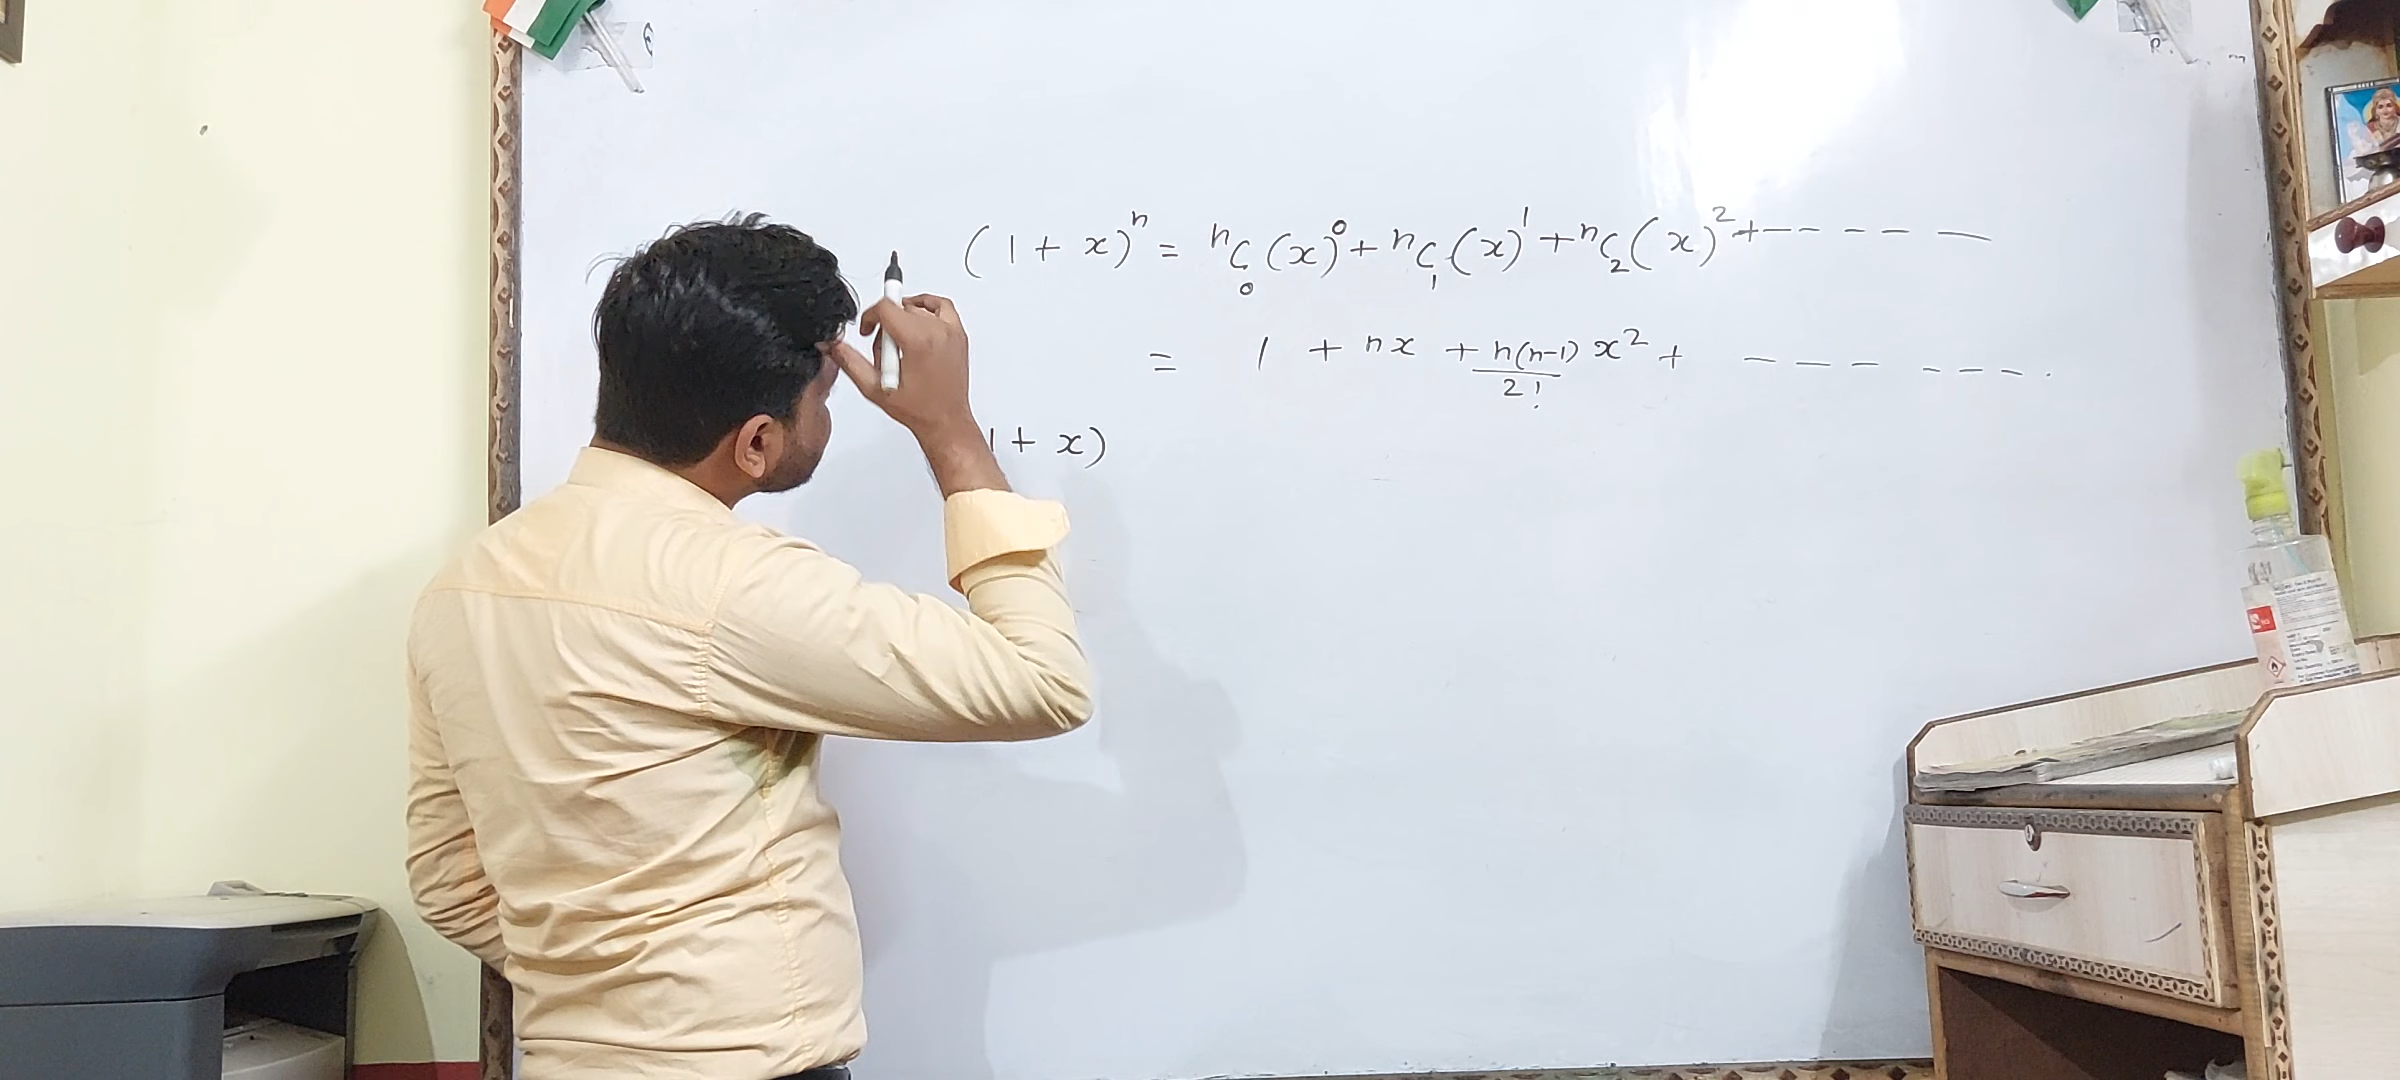 (1 + x)ⁿ = ⁿC₀(x)⁰ + ⁿC₁(x)¹ + ⁿC₂(x)² + - - - - - -
= 1 + nx + n(n-1)/2! x² + - - - - - - - .
1 + x)